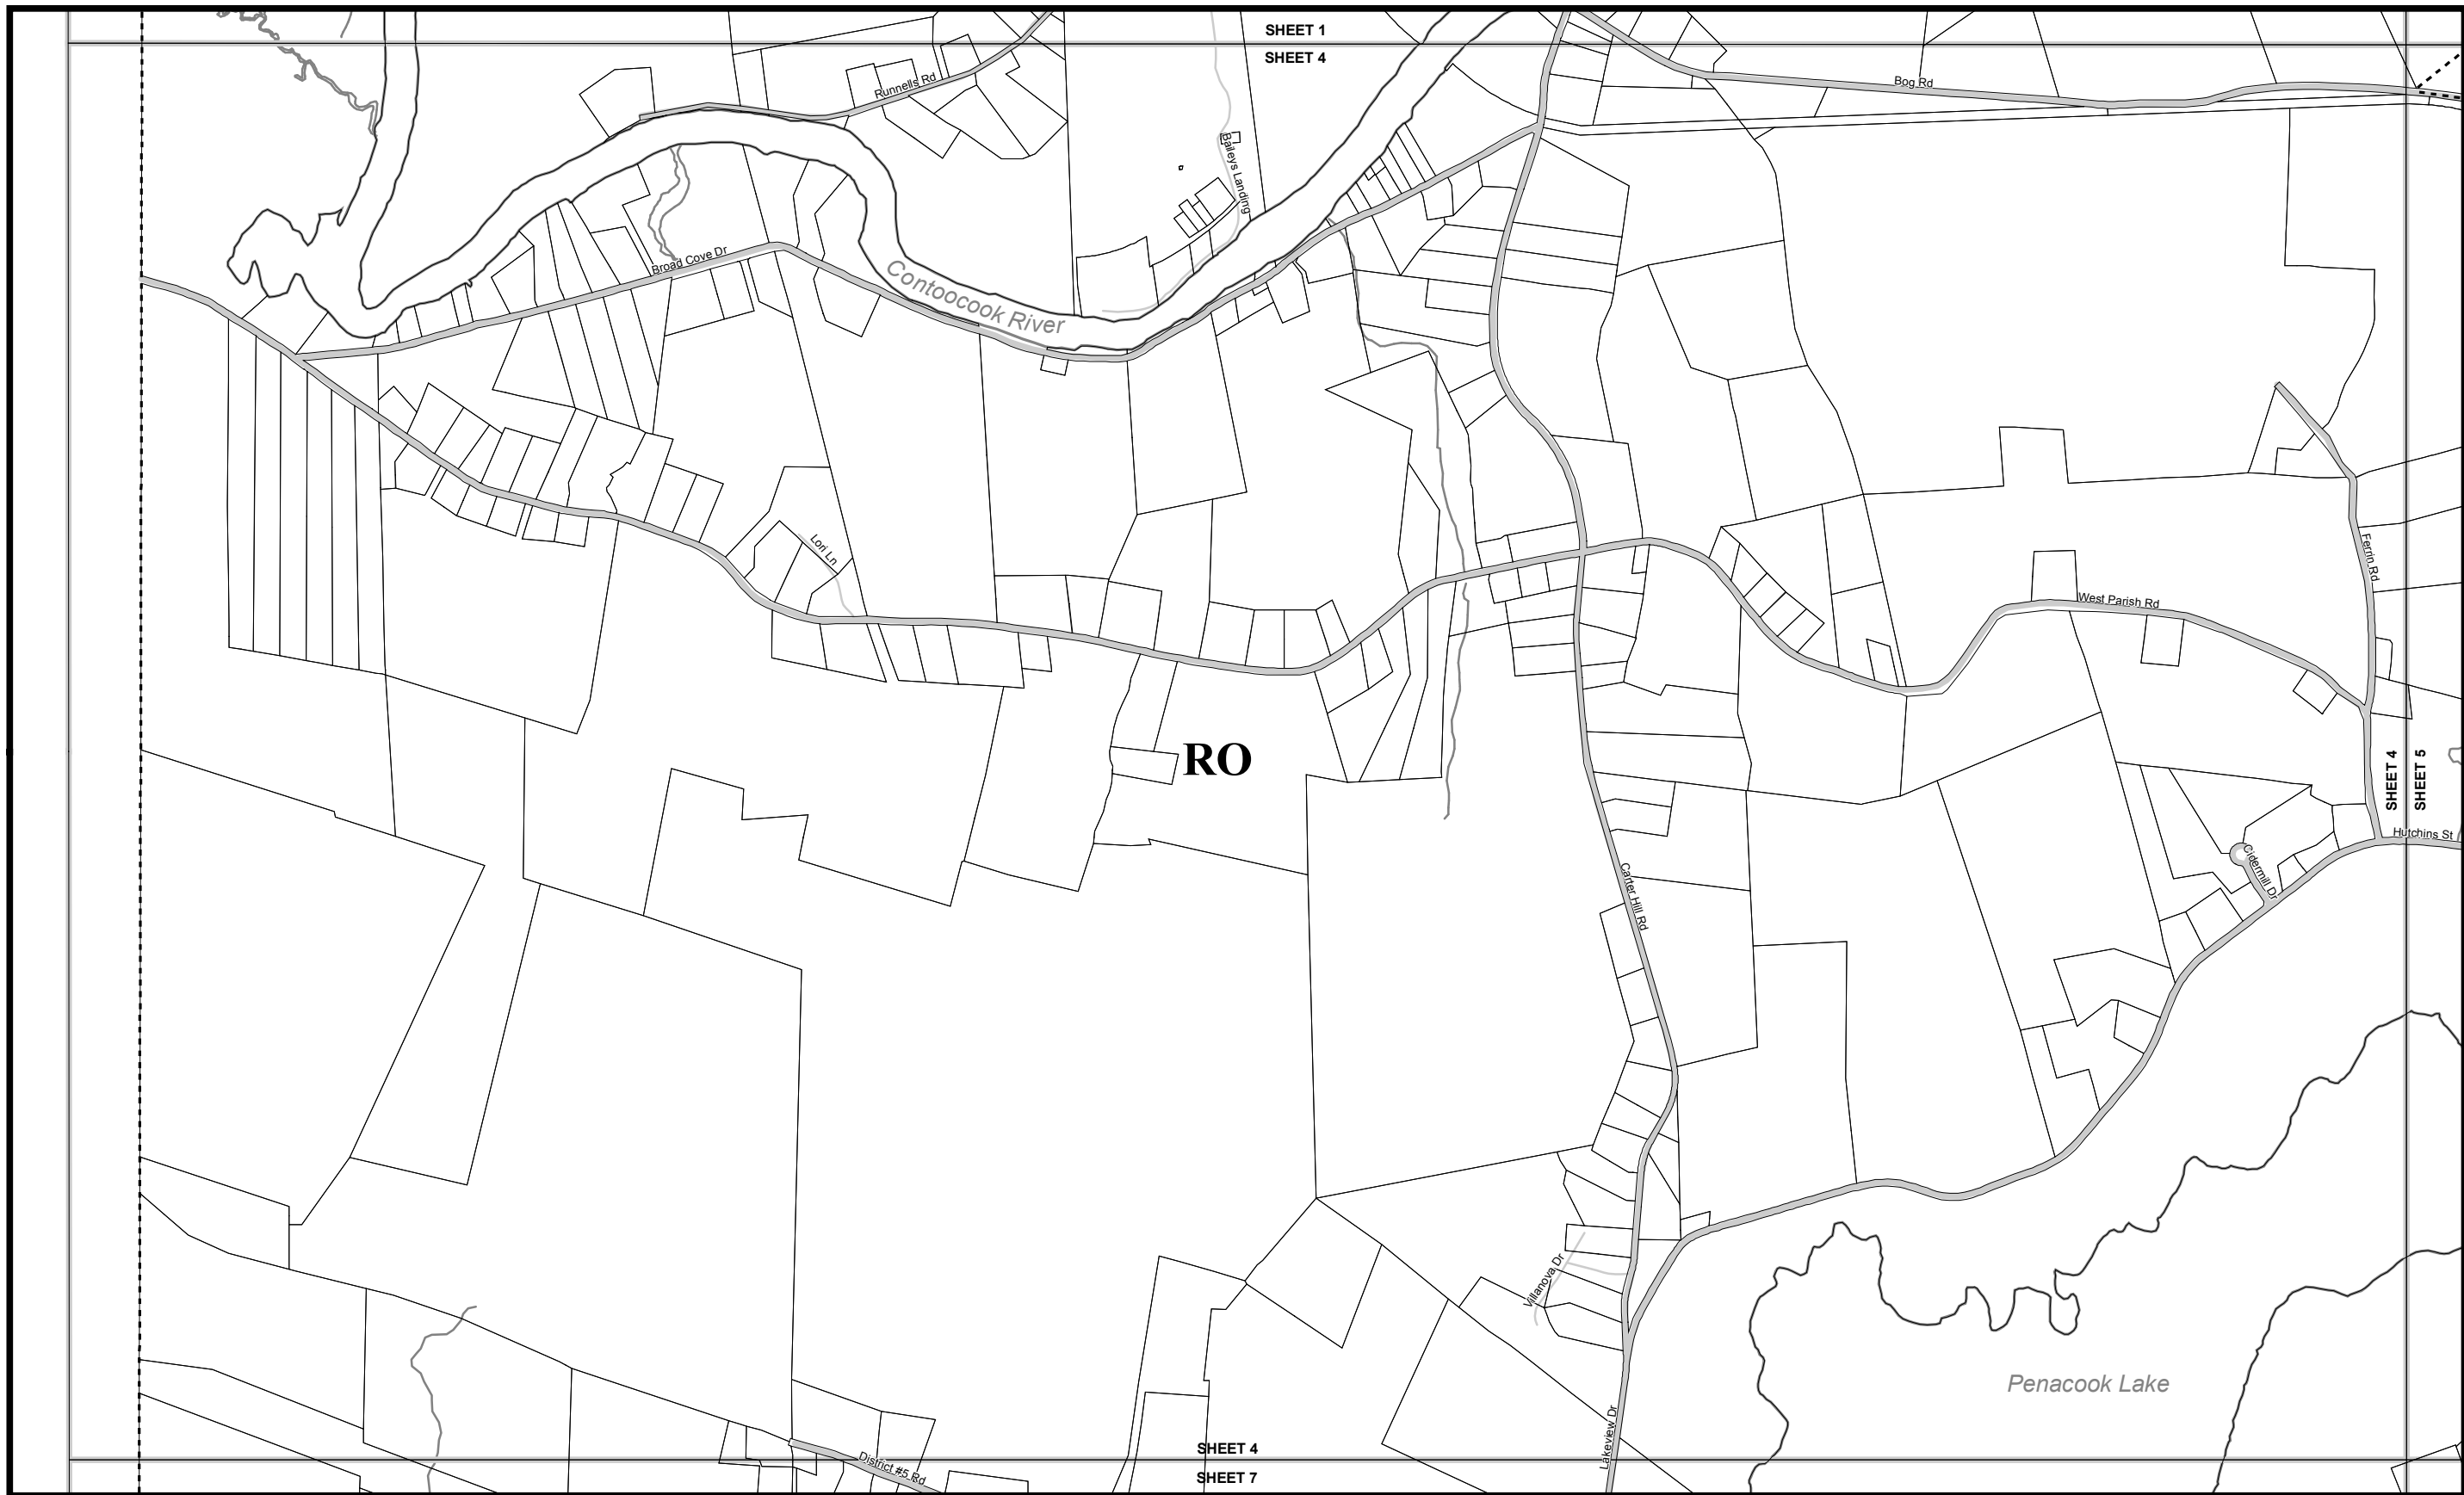 SHEET 1
SHEET 4
Runnells Rd
Bog Rd
Baileys Landing
Broad Cove Dr
Contoocook River
Lori Ln
Ferrin Rd
West Parish Rd
RO
SHEET 4
SHEET 5
Hutchins St
Cidermill Dr
Carter Hill Rd
Villanova Dr
Penacook Lake
Lakeview Dr
SHEET 4
District #5 Rd
SHEET 7